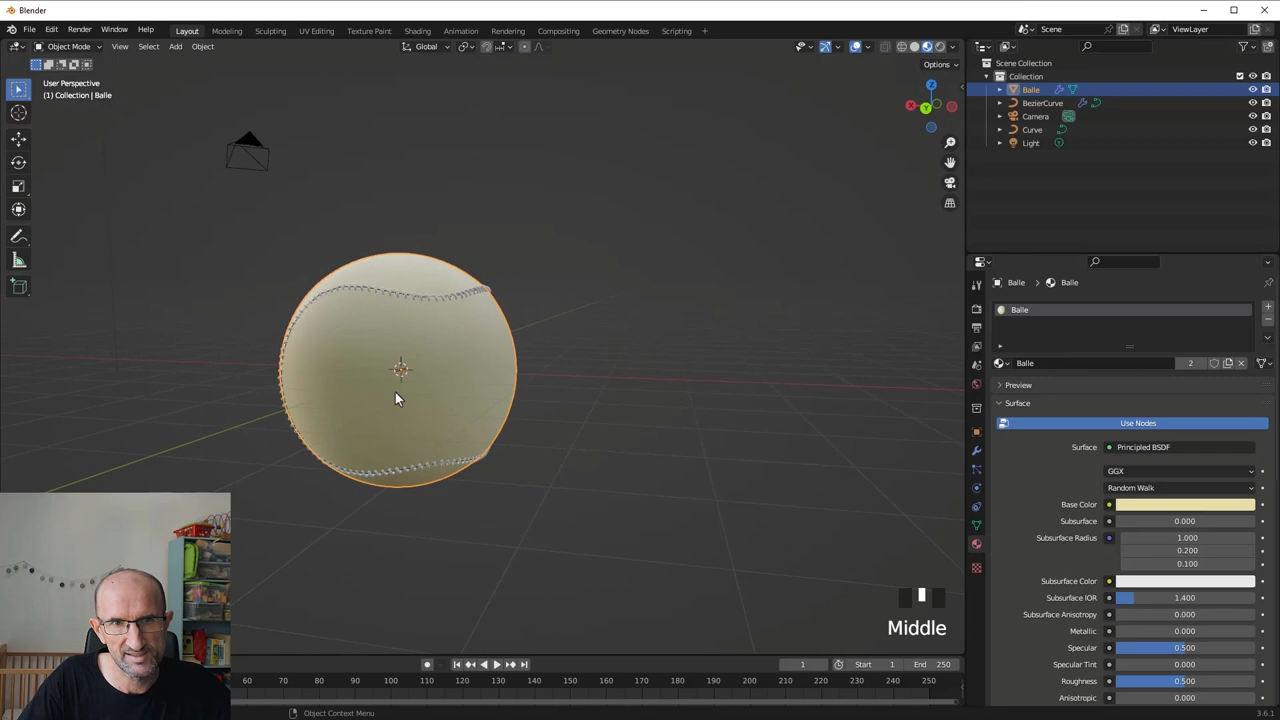 Blender
File Edit Render Window Help Layout Modeling Sculpting UV Editing Texture Paint Shading Animation Rendering Compositing Geometry Nodes Scripting + Scene ViewLayer
Object Mode View Select Add Object Global
Options
User Perspective
(1) Collection | Balle
X Y Z
Scene Collection
Collection
Balle
BezierCurve
Camera
Curve
Light
Balle > Balle
Balle
Balle 2
Preview
Surface
Use Nodes
Surface Principled BSDF
GGX
Random Walk
Base Color
Subsurface 0.000
Subsurface Radius 1.000
0.200
0.100
Subsurface Color
Subsurface IOR 1.400
Subsurface Anisotropy 0.000
Metallic 0.000
Specular 0.500
Specular Tint 0.000
Roughness 0.500
Anisotropic 0.000
Middle
1 Start 1 End 250
60 70 80 90 100 110 120 130 140 150 160 170 180 190 200 210 220 230 240 250
Object Context Menu 3.6.1